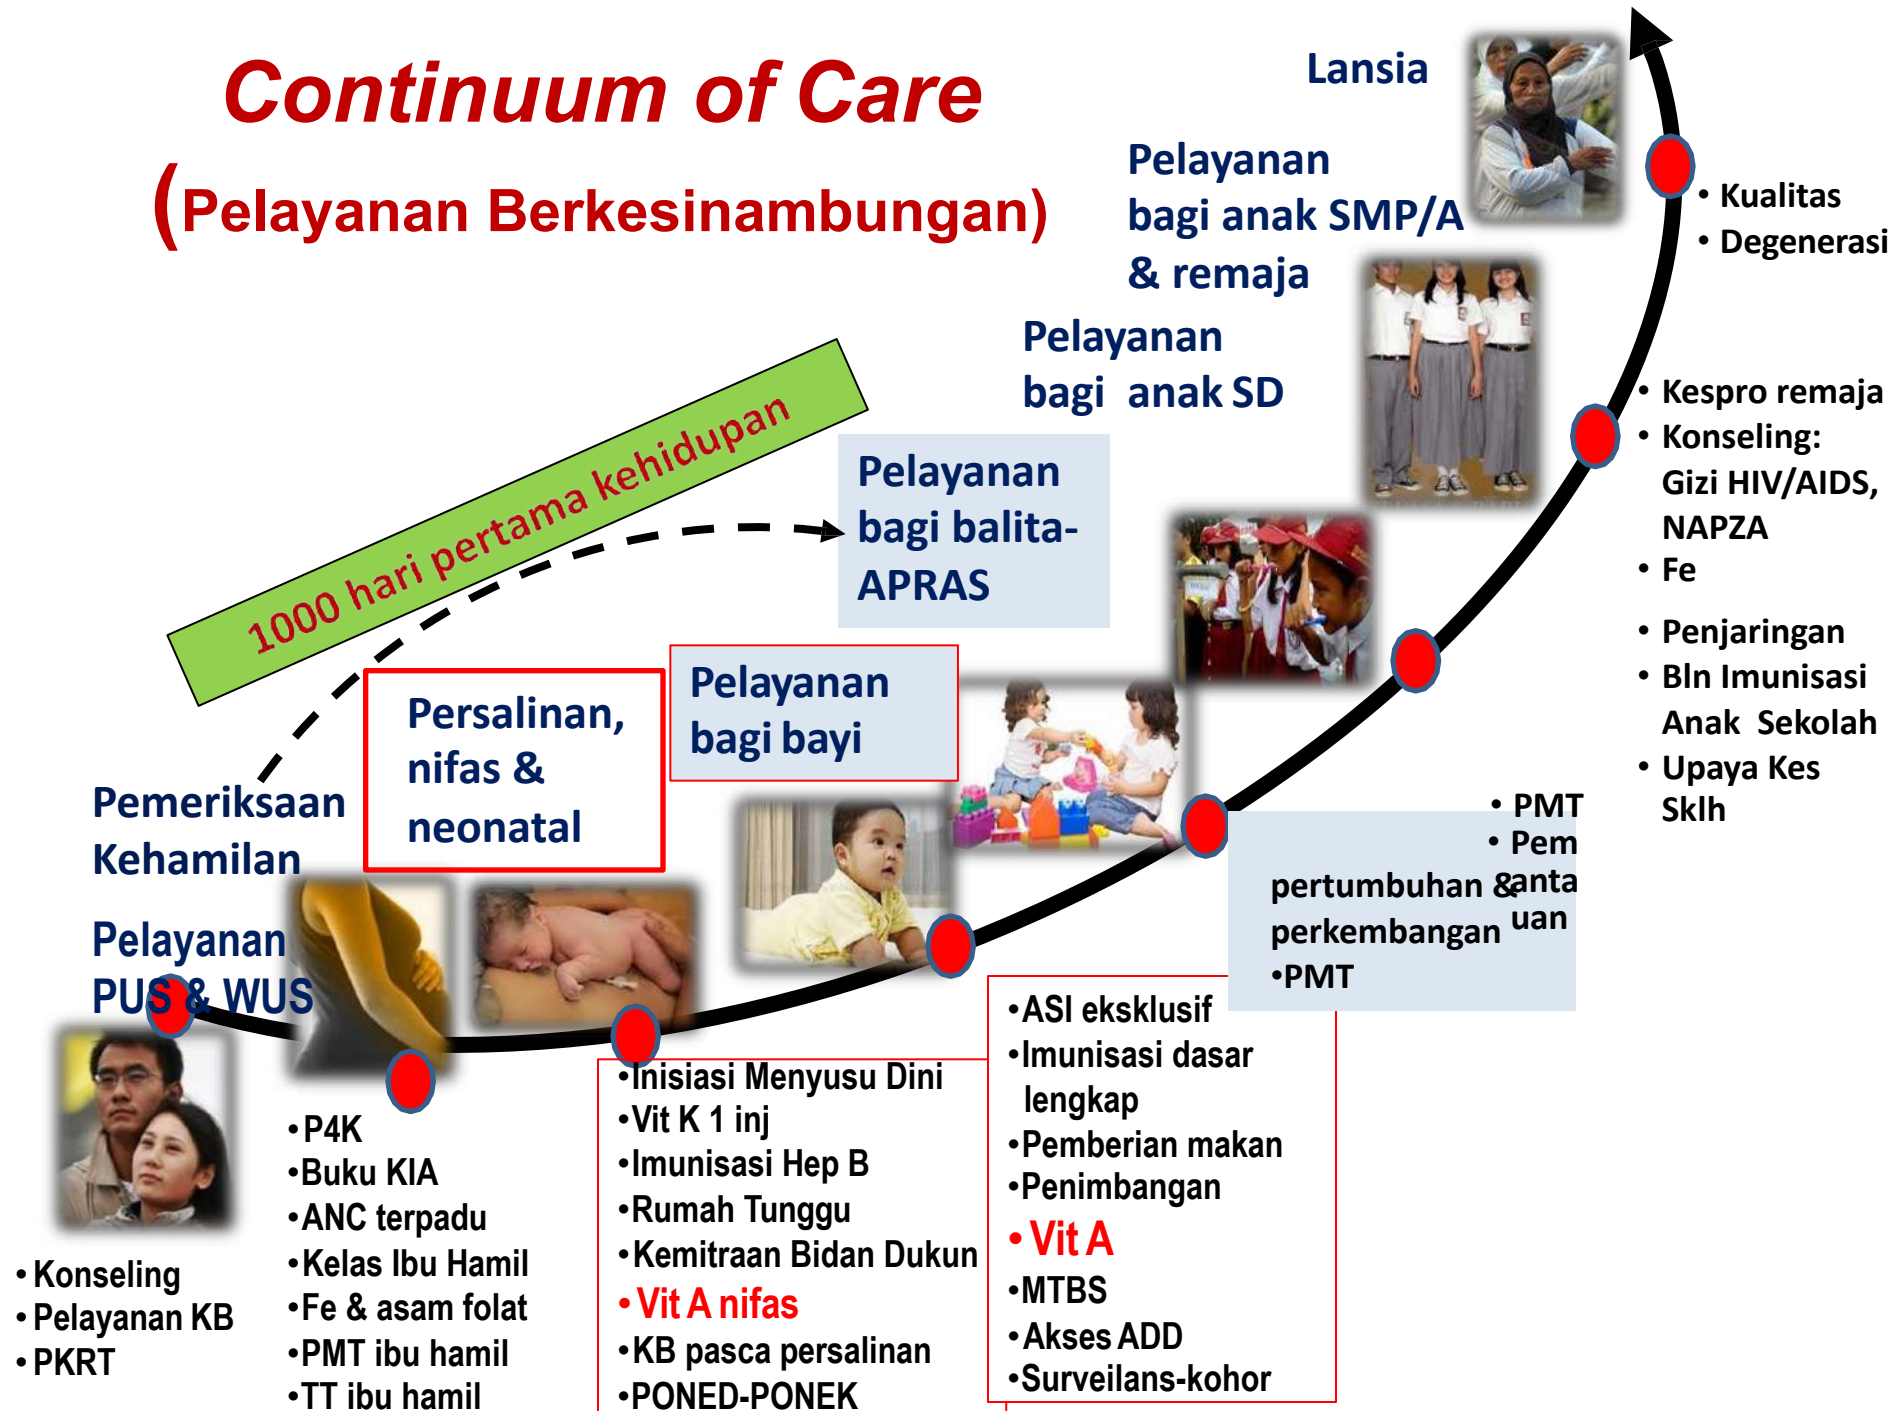 Continuum of Care
(Pelayanan Berkesinambungan)
Lansia
Pelayanan
bagi anak SMP/A
& remaja
Pelayanan
bagi anak SD
1000 hari pertama kehidupan
Pelayanan
bagi balita-
APRAS
Pelayanan
bagi bayi
Persalinan,
nifas &
neonatal
Pemeriksaan
Kehamilan
Pelayanan
PUS & WUS
• Konseling
• Pelayanan KB
• PKRT
•P4K
•Buku KIA
•ANC terpadu
•Kelas Ibu Hamil
•Fe & asam folat
•PMT ibu hamil
•TT ibu hamil
•Inisiasi Menyusu Dini
•Vit K 1 inj
•Imunisasi Hep B
•Rumah Tunggu
•Kemitraan Bidan Dukun
•Vit A nifas
•KB pasca persalinan
•PONED-PONEK
•ASI eksklusif
•Imunisasi dasar
lengkap
•Pemberian makan
•Penimbangan
• Vit A
•MTBS
•Akses ADD
•Surveilans-kohor
• PMT
• Pem
anta
uan
pertumbuhan &
perkembangan
•PMT
• Penjaringan
• Bln Imunisasi
Anak Sekolah
• Upaya Kes
Sklh
• Kespro remaja
• Konseling:
Gizi HIV/AIDS,
NAPZA
• Fe
• Kualitas
• Degenerasi